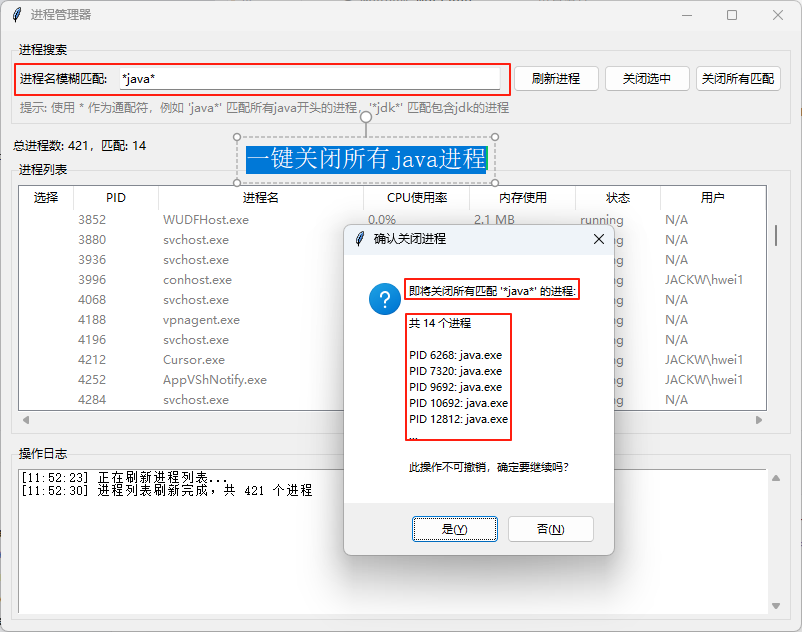 进程管理器
进程搜索
进程名模糊匹配: *java* 刷新进程 关闭选中 关闭所有匹配
提示: 使用 * 作为通配符，例如 'java*' 匹配所有java开头的进程，'*jdk*' 匹配包含jdk的进程
总进程数: 421，匹配: 14
一键关闭所有java进程
进程列表
选择 PID 进程名 CPU使用率 内存使用 状态 用户
3852 WUDFHost.exe 0.0% 2.1 MB running N/A
3880 svchost.exe N/A
3936 svchost.exe N/A
3996 conhost.exe JACKW\hwei1
4068 svchost.exe N/A
4188 vpnagent.exe N/A
4196 svchost.exe N/A
4212 Cursor.exe JACKW\hwei1
4252 AppVShNotify.exe JACKW\hwei1
4284 svchost.exe N/A
确认关闭进程
即将关闭所有匹配 '*java*' 的进程:
共 14 个进程
PID 6268: java.exe
PID 7320: java.exe
PID 9692: java.exe
PID 10692: java.exe
PID 12812: java.exe
...
此操作不可撤销，确定要继续吗?
是(Y) 否(N)
操作日志
[11:52:23] 正在刷新进程列表...
[11:52:30] 进程列表刷新完成，共 421 个进程